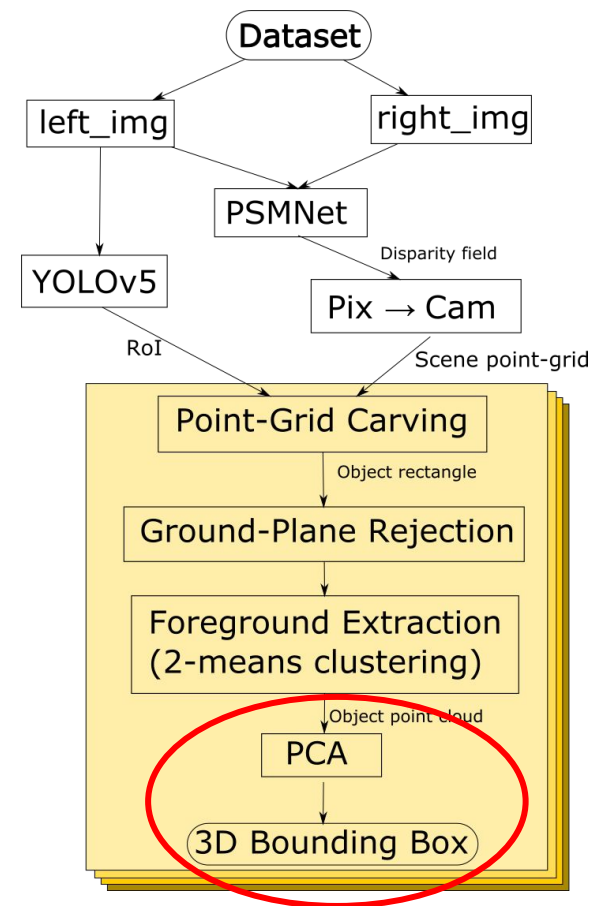 Dataset
left_img
right_img
PSMNet
Disparity field
YOLOv5
Pix → Cam
RoI
Scene point-grid
Point-Grid Carving
Object rectangle
Ground-Plane Rejection
Foreground Extraction
(2-means clustering)
Object point cloud
PCA
3D Bounding Box